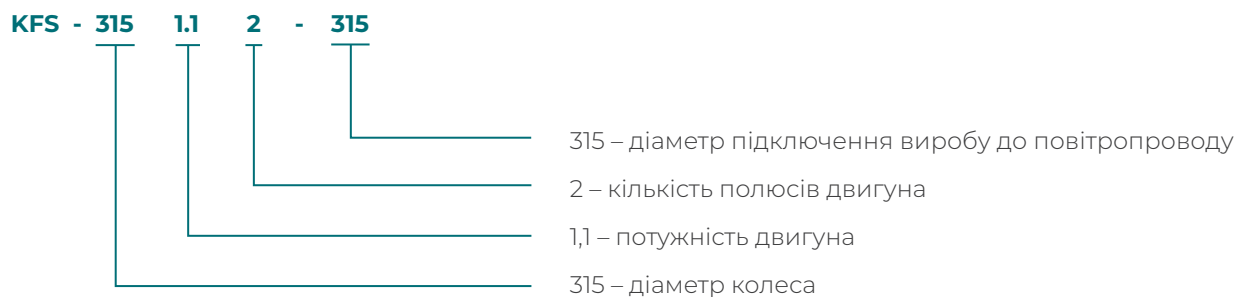 KFS - 315 1.1 2 - 315
315 – діаметр підключення виробу до повітропроводу
2 – кількість полюсів двигуна
1,1 – потужність двигуна
315 – діаметр колеса